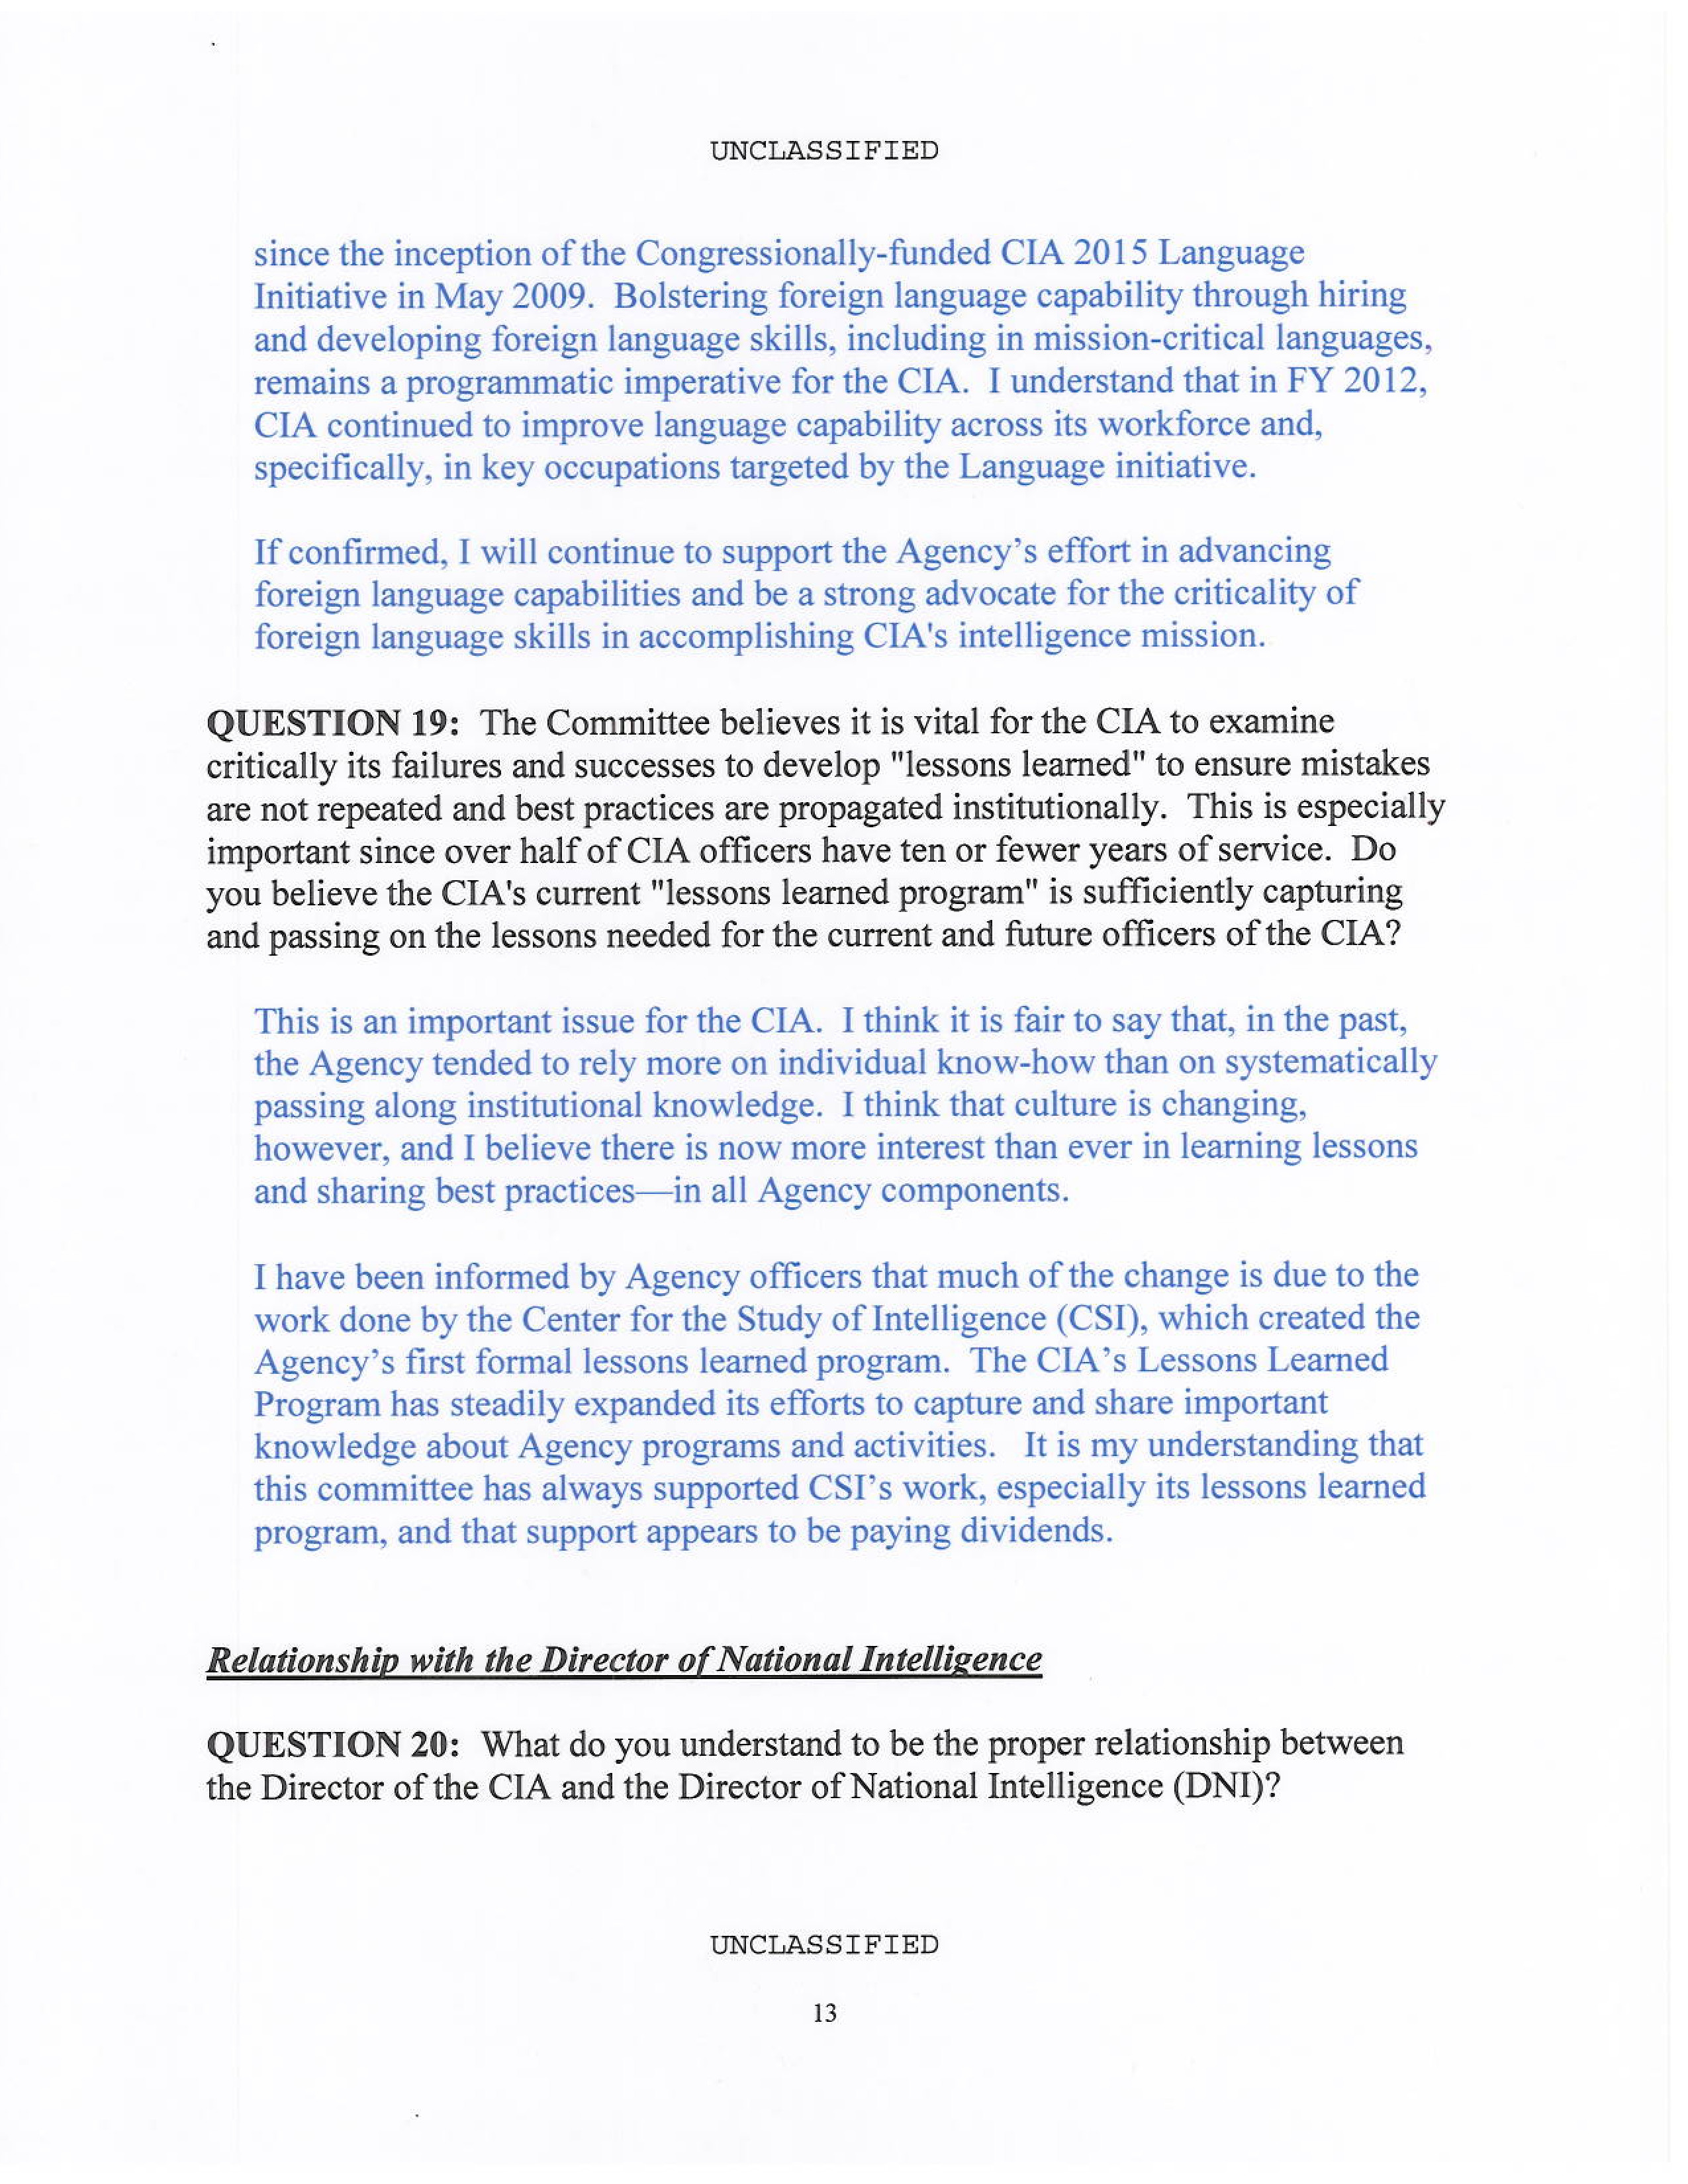 UNCLASSIFIED
since the inception of the Congressionally-funded CIA 2015 Language
Initiative in May 2009.  Bolstering foreign language capability through hiring
and developing foreign language skills, including in mission-critical languages,
remains a programmatic imperative for the CIA.  I understand that in FY 2012,
CIA continued to improve language capability across its workforce and,
specifically, in key occupations targeted by the Language initiative.
If confirmed, I will continue to support the Agency’s effort in advancing
foreign language capabilities and be a strong advocate for the criticality of
foreign language skills in accomplishing CIA's intelligence mission.
QUESTION 19:  The Committee believes it is vital for the CIA to examine
critically its failures and successes to develop "lessons learned" to ensure mistakes
are not repeated and best practices are propagated institutionally.  This is especially
important since over half of CIA officers have ten or fewer years of service.  Do
you believe the CIA's current "lessons learned program" is sufficiently capturing
and passing on the lessons needed for the current and future officers of the CIA?
This is an important issue for the CIA.  I think it is fair to say that, in the past,
the Agency tended to rely more on individual know-how than on systematically
passing along institutional knowledge.  I think that culture is changing,
however, and I believe there is now more interest than ever in learning lessons
and sharing best practices—in all Agency components.
I have been informed by Agency officers that much of the change is due to the
work done by the Center for the Study of Intelligence (CSI), which created the
Agency’s first formal lessons learned program.  The CIA’s Lessons Learned
Program has steadily expanded its efforts to capture and share important
knowledge about Agency programs and activities.   It is my understanding that
this committee has always supported CSI’s work, especially its lessons learned
program, and that support appears to be paying dividends.
Relationship with the Director of National Intelligence
QUESTION 20:  What do you understand to be the proper relationship between
the Director of the CIA and the Director of National Intelligence (DNI)?
UNCLASSIFIED
13